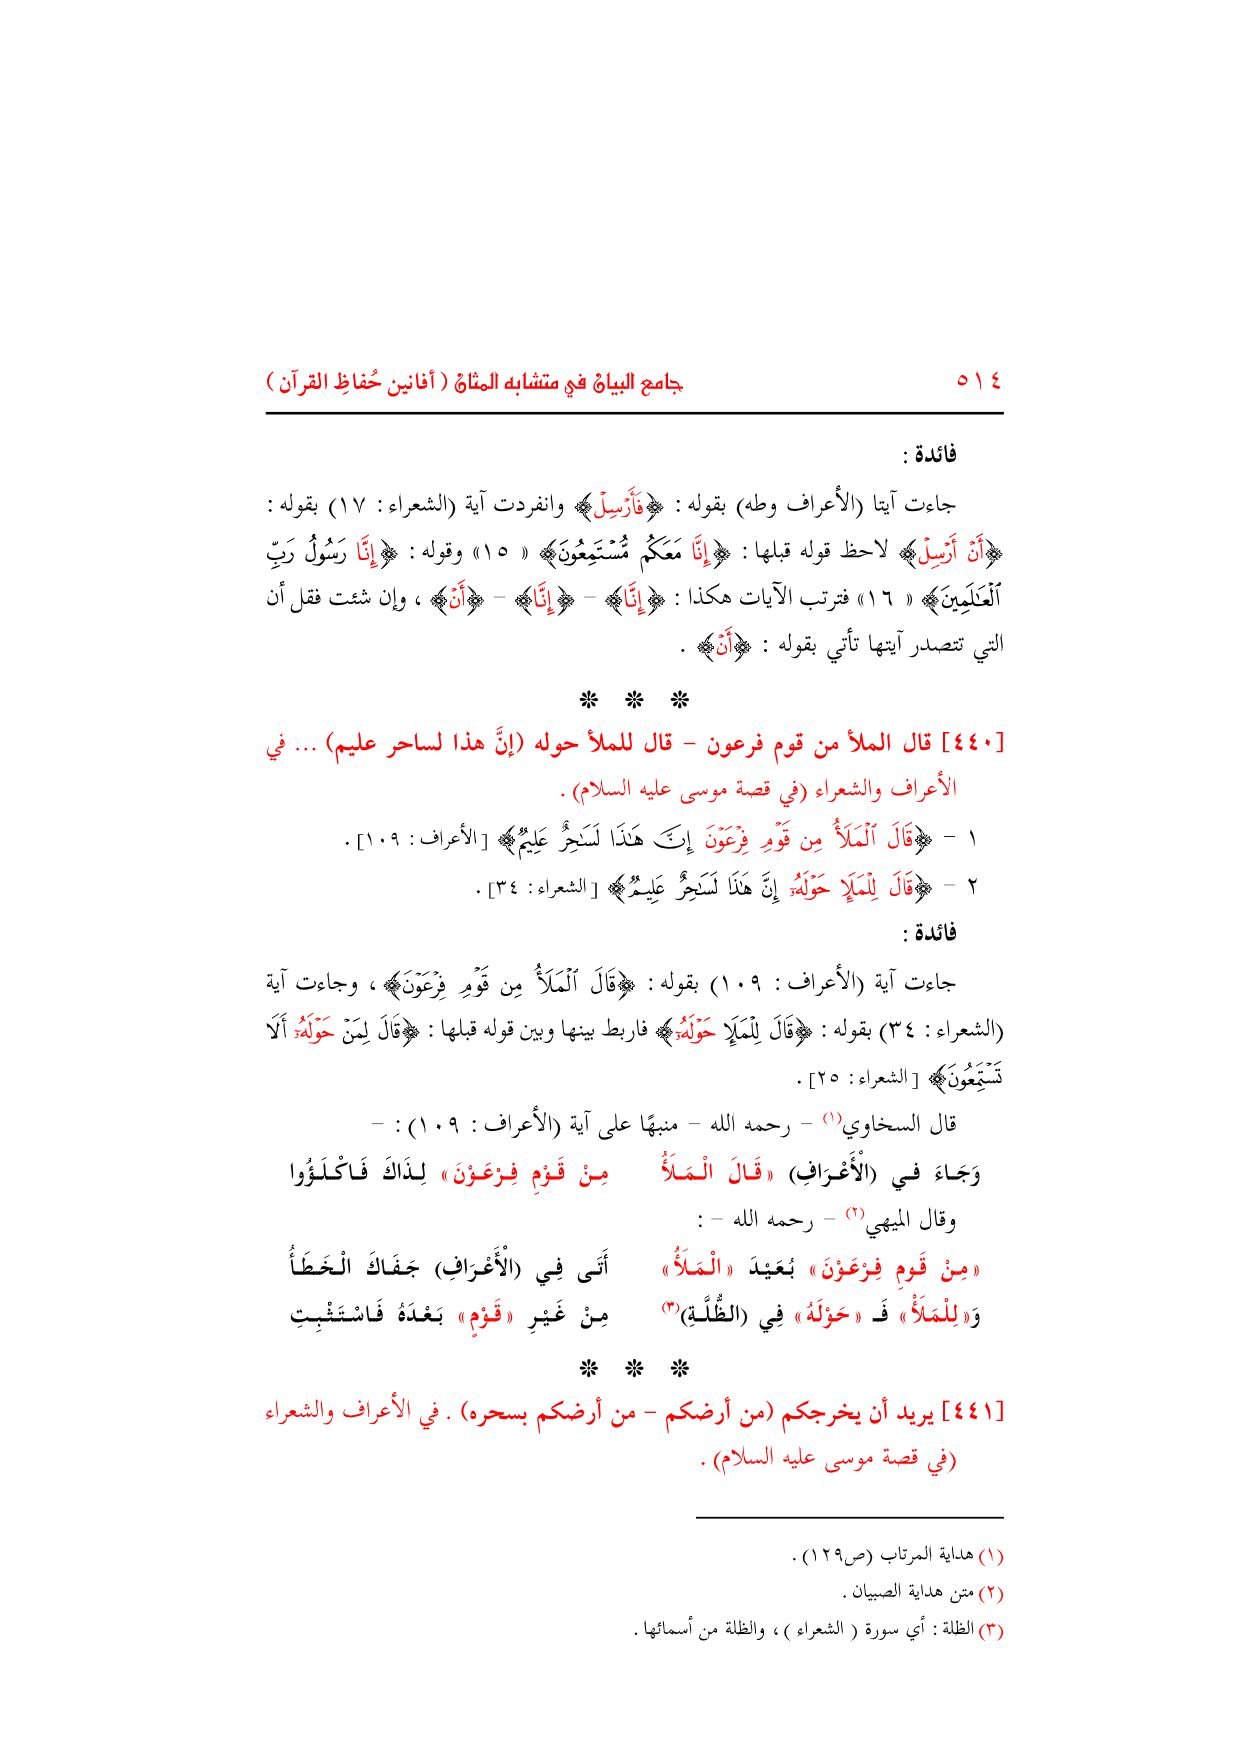 ٥١٤ جامع البيان في متشابه المثان ( أفانين حُفاظِ القرآن )
فائدة :
جاءت آيتا (الأعراف وطه) بقوله : ﴿فَأَرْسِلْ﴾ وانفردت آية (الشعراء : ١٧) بقوله :
﴿أَنْ أَرْسِلْ﴾ لاحظ قوله قبلها : ﴿إِنَّا مَعَكُم مُّسْتَمِعُونَ﴾ « ١٥» وقوله : ﴿إِنَّا رَسُولُ رَبِّ
ٱلْعَٰلَمِينَ﴾ « ١٦» فترتب الآيات هكذا : ﴿إِنَّا﴾ – ﴿إِنَّا﴾ – ﴿أَنْ﴾ ، وإن شئت فقل أن
التي تتصدر آيتها تأتي بقوله : ﴿أَنْ﴾ .
❊ ❊ ❊
[٤٤٠] قال الملأ من قوم فرعون – قال للملأ حوله (إنَّ هذا لساحر عليم) ... في
الأعراف والشعراء (في قصة موسى عليه السلام) .
١ – ﴿قَالَ ٱلْمَلَأُ مِن قَوْمِ فِرْعَوْنَ إِنَّ هَٰذَا لَسَٰحِرٌ عَلِيمٌ﴾ [الأعراف : ١٠٩] .
٢ – ﴿قَالَ لِلْمَلَإِ حَوْلَهُۥٓ إِنَّ هَٰذَا لَسَٰحِرٌ عَلِيمٌ﴾ [الشعراء : ٣٤] .
فائدة :
جاءت آية (الأعراف : ١٠٩) بقوله : ﴿قَالَ ٱلْمَلَأُ مِن قَوْمِ فِرْعَوْنَ﴾ ، وجاءت آية
(الشعراء : ٣٤) بقوله : ﴿قَالَ لِلْمَلَإِ حَوْلَهُۥٓ﴾ فاربط بينها وبين قوله قبلها : ﴿قَالَ لِمَنْ حَوْلَهُۥٓ أَلَا
تَسْتَمِعُونَ﴾ [الشعراء : ٢٥] .
قال السخاوي(١) – رحمه الله – منبهًا على آية (الأعراف : ١٠٩) : –
وَجَاءَ فِي (الْأَعْرَافِ) «قَالَ الْمَلَأُ مِنْ قَوْمِ فِرْعَوْنَ» لِذَاكَ فَاكْلَؤُوا
وقال الميهي(٢) – رحمه الله – :
«مِنْ قَومِ فِرْعَوْنَ» بُعَيْدَ «الْمَلَأُ» أَتَى فِي (الْأَعْرَافِ) جَفَاكَ الْخَطَأُ
وَ«لِلْمَلَأْ» فَـ «حَوْلَهُ» فِي (الظُّلَّةِ)(٣) مِنْ غَيْرِ «قَوْمِ» بَعْدَهُ فَاسْتَثْبِتِ
❊ ❊ ❊
[٤٤١] يريد أن يخرجكم (من أرضكم – من أرضكم بسحره) . في الأعراف والشعراء
(في قصة موسى عليه السلام) .
(١) هداية المرتاب (ص١٢٩) .
(٢) متن هداية الصبيان .
(٣) الظلة : أي سورة ( الشعراء ) ، والظلة من أسمائها .